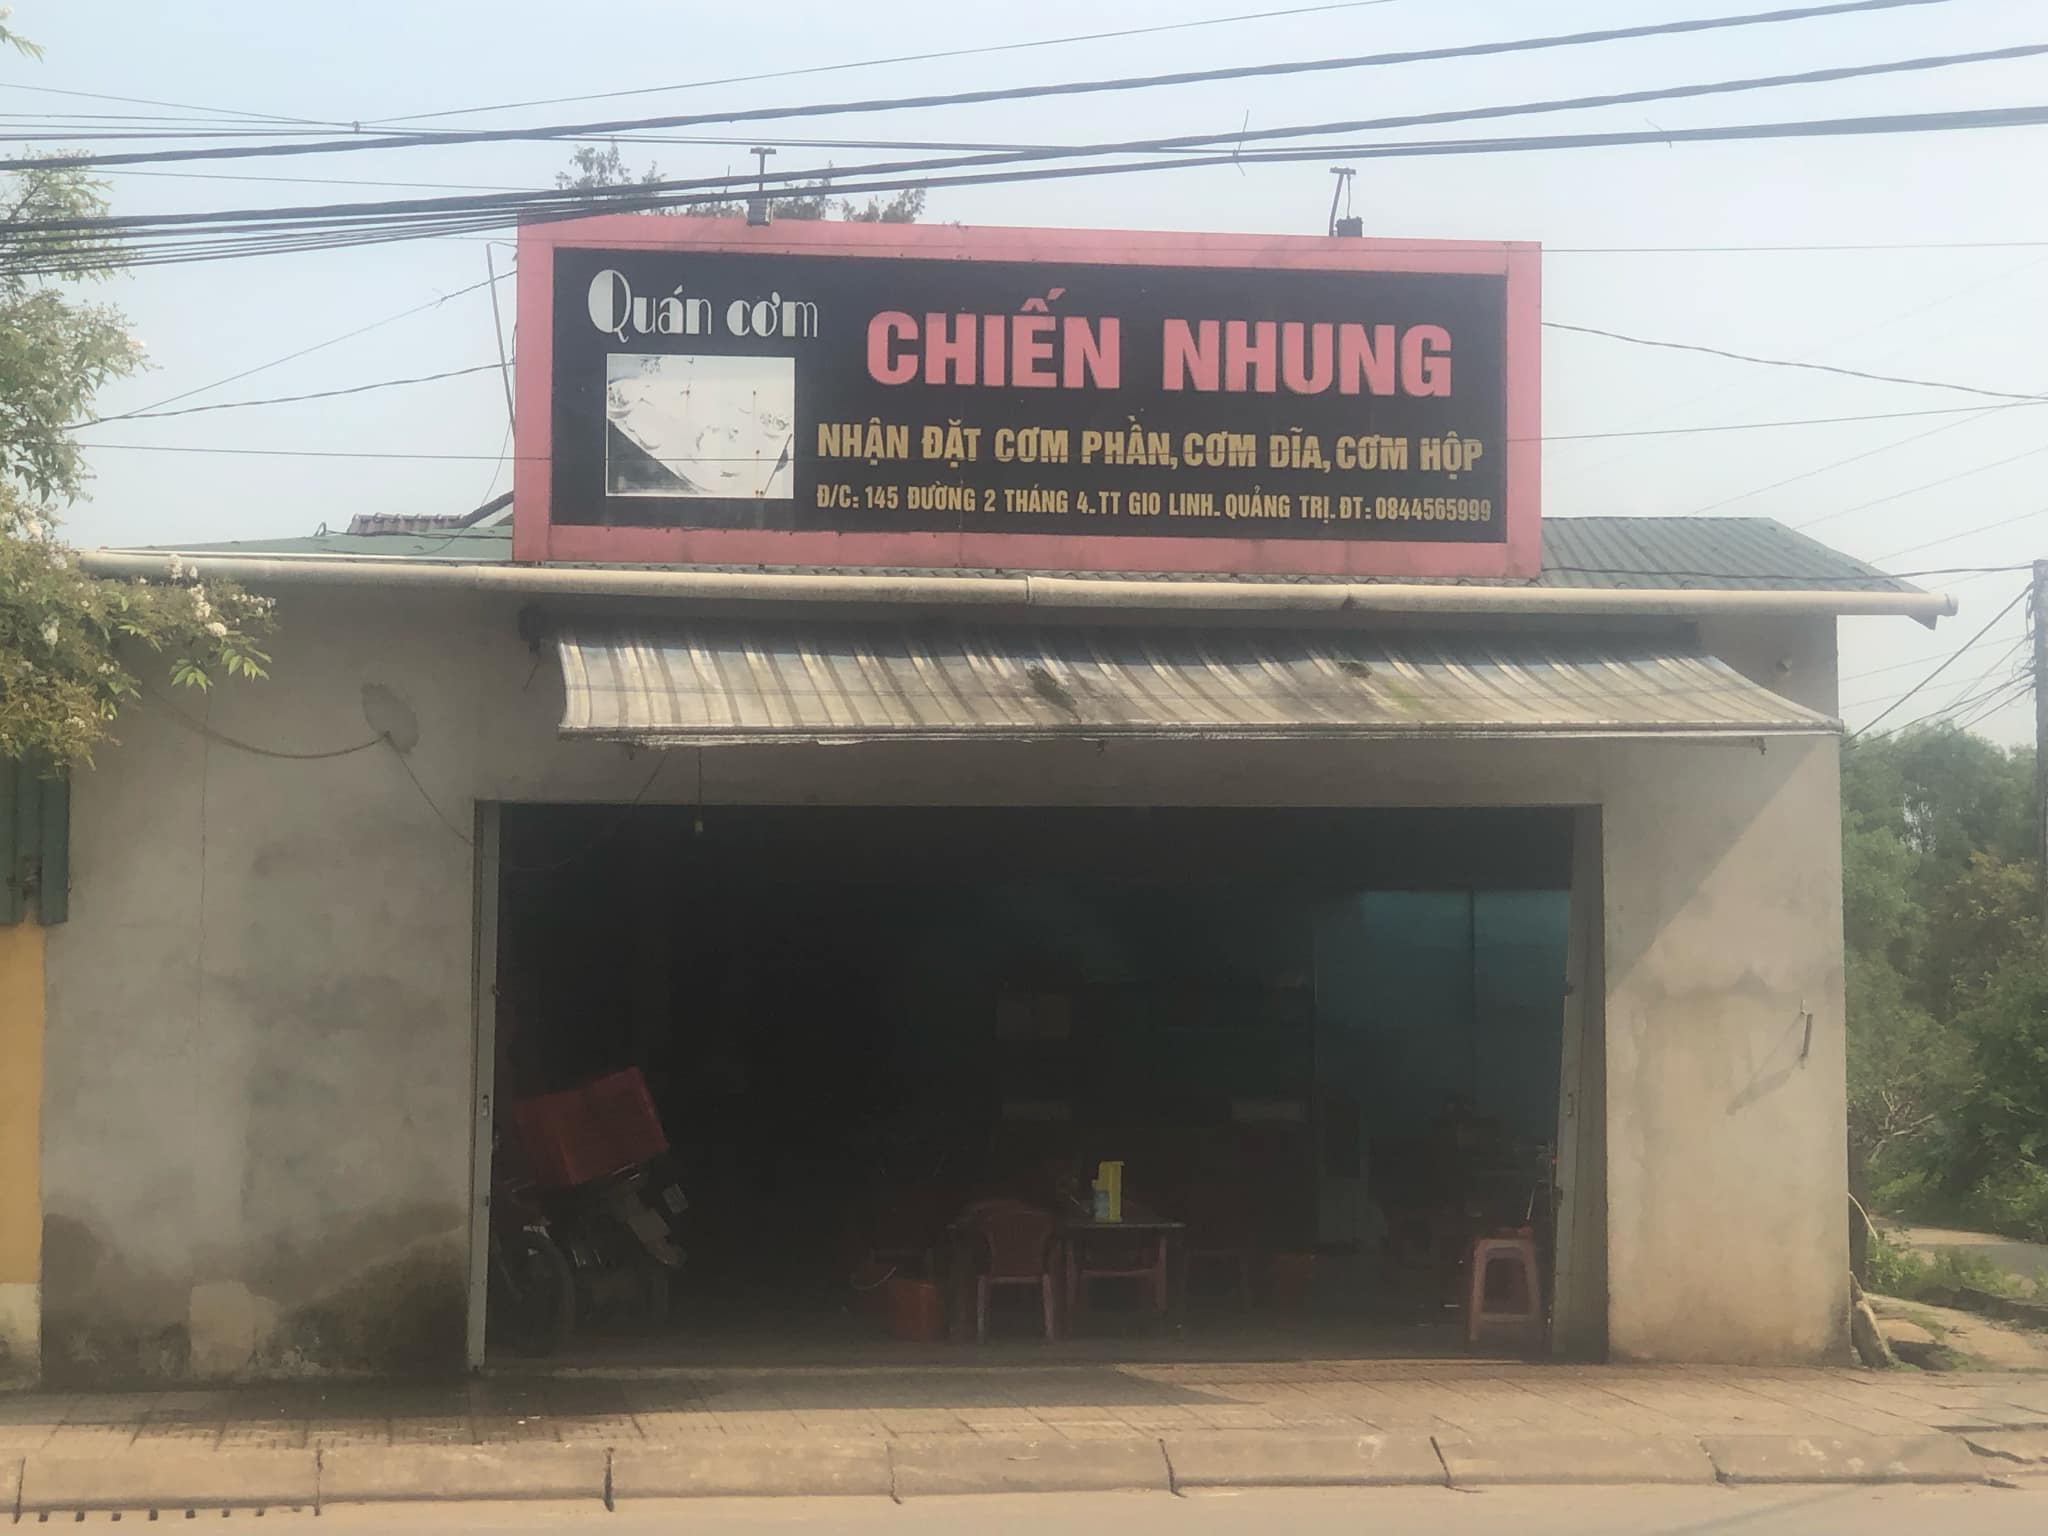 Quán cơm
CHIẾN NHUNG
NHẬN ĐẶT CƠM PHẦN, CƠM DĨA, CƠM HỘP
Đ/C: 145 ĐƯỜNG 2 THÁNG 4. TT GIO LINH. QUẢNG TRỊ. ĐT: 0844565999